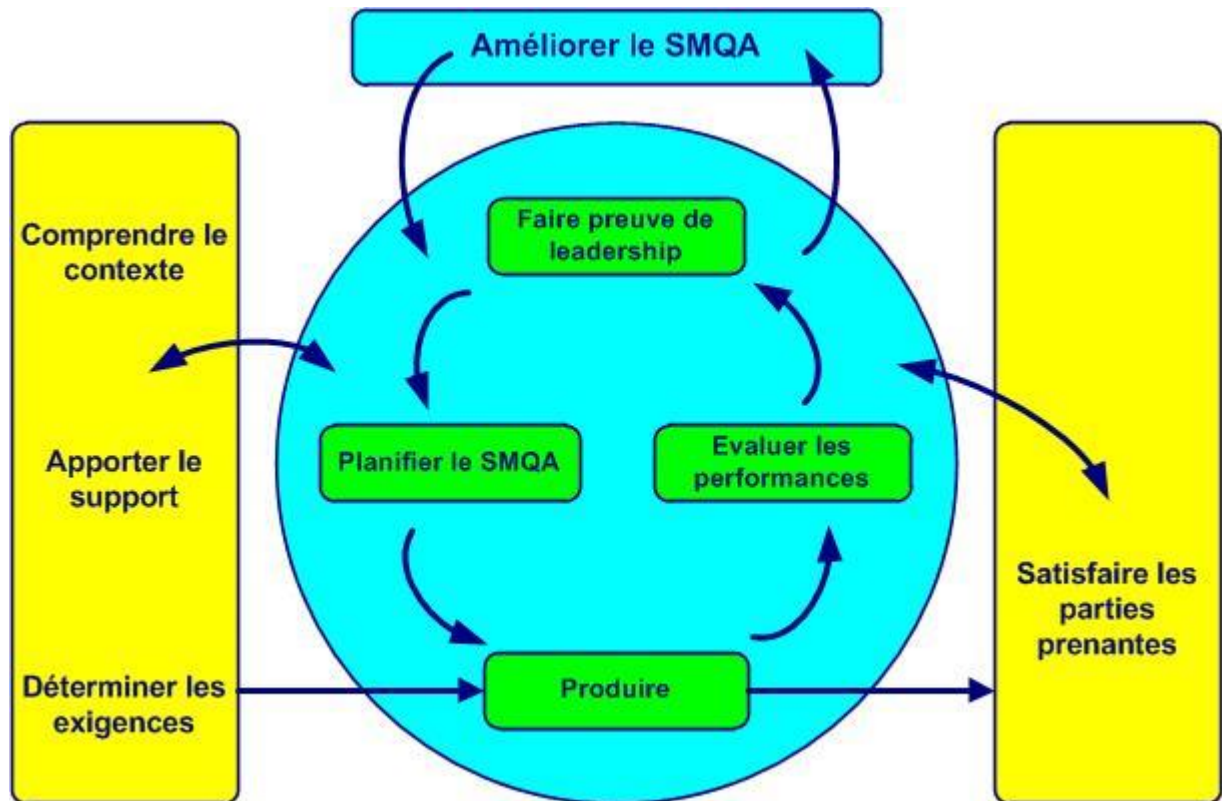 Améliorer le SMQA
Comprendre le
contexte
Apporter le
support
Déterminer les
exigences
Faire preuve de
leadership
Planifier le SMQA
Evaluer les
performances
Produire
Satisfaire les
parties
prenantes